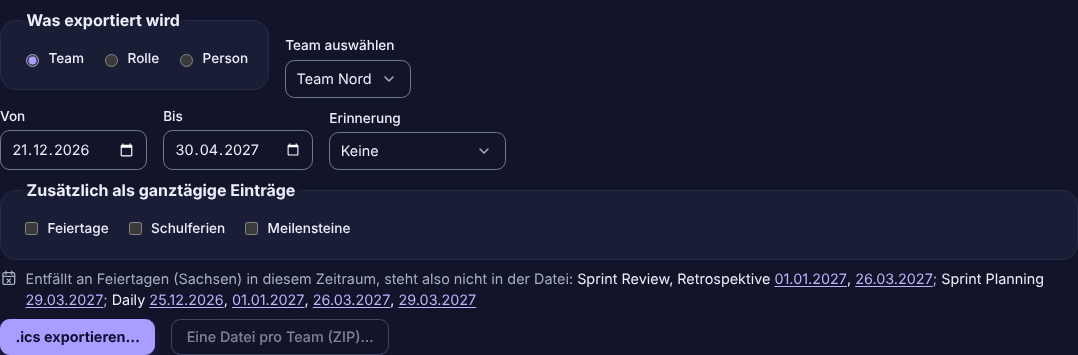 Was exportiert wird
Team Rolle Person
Team auswählen
Team Nord
Von Bis Erinnerung
21.12.2026 30.04.2027 Keine
Zusätzlich als ganztägige Einträge
Feiertage Schulferien Meilensteine
Entfällt an Feiertagen (Sachsen) in diesem Zeitraum, steht also nicht in der Datei: Sprint Review, Retrospektive 01.01.2027, 26.03.2027; Sprint Planning
29.03.2027; Daily 25.12.2026, 01.01.2027, 26.03.2027, 29.03.2027
.ics exportieren... Eine Datei pro Team (ZIP)...